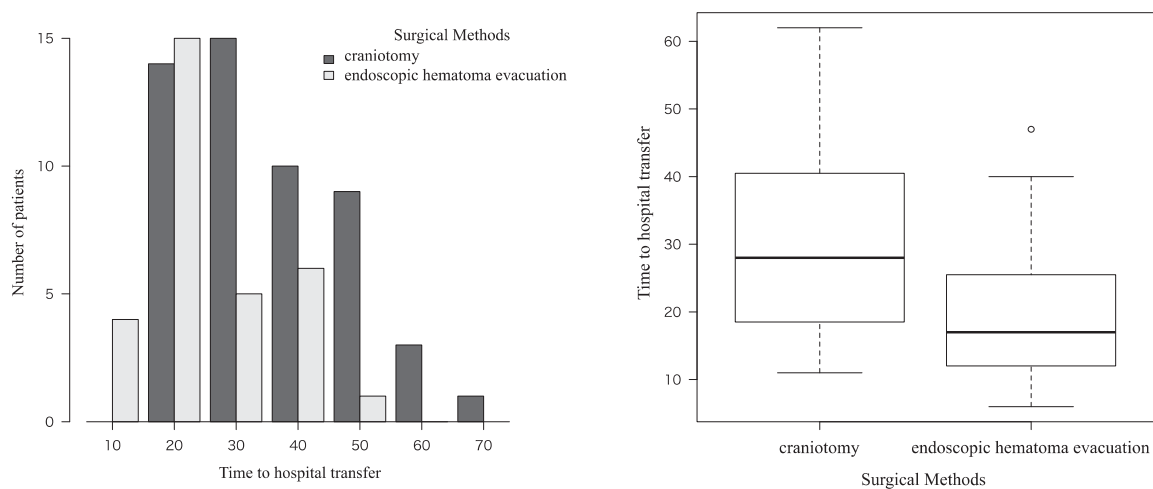 Surgical Methods
craniotomy
endoscopic hematoma evacuation
15
10
5
0
Number of patients
10 20 30 40 50 60 70
Time to hospital transfer
60
50
40
30
20
10
Time to hospital transfer
craniotomy endoscopic hematoma evacuation
Surgical Methods